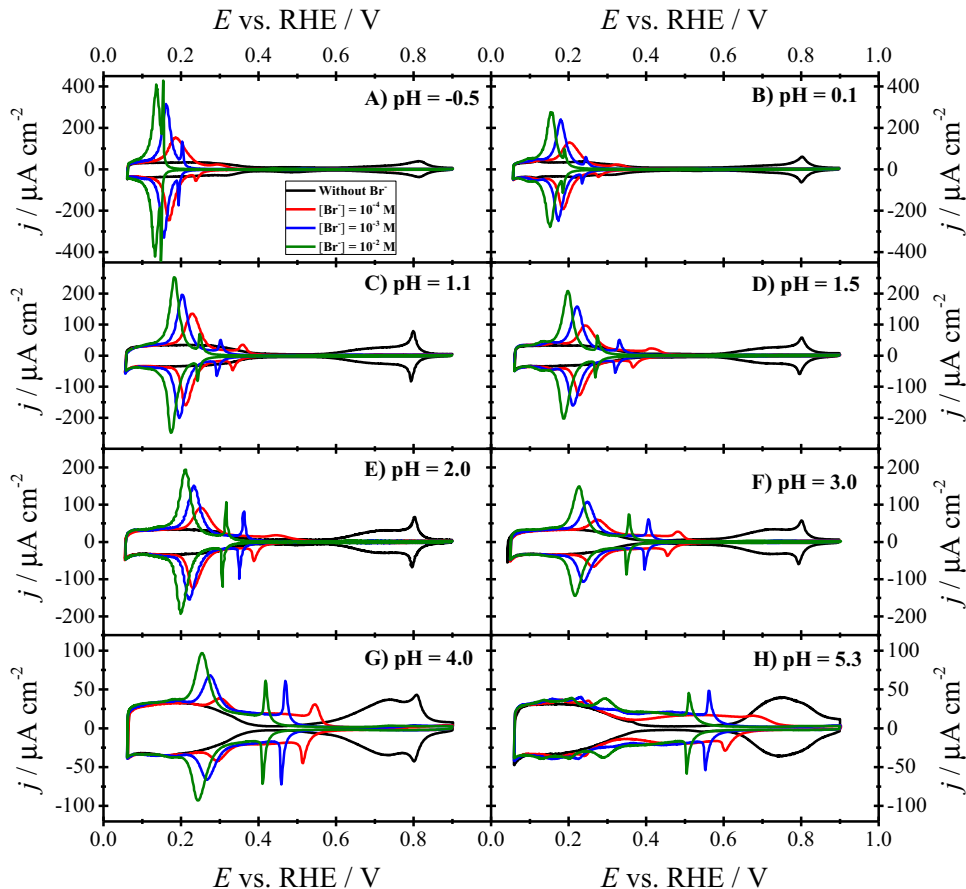 E vs. RHE / V E vs. RHE / V
0.0 0.2 0.4 0.6 0.8 0.0 0.2 0.4 0.6 0.8 1.0
j / µA cm⁻² 400 200 0 -200 -400 A) pH = -0.5 B) pH = 0.1 400 200 0 -200 -400 j / µA cm⁻²
Without Br⁻
[Br⁻] = 10⁻⁴ M
[Br⁻] = 10⁻³ M
[Br⁻] = 10⁻² M
j / µA cm⁻² 200 100 0 -100 -200 C) pH = 1.1 D) pH = 1.5 200 100 0 -100 -200 j / µA cm⁻²
j / µA cm⁻² 200 100 0 -100 -200 E) pH = 2.0 F) pH = 3.0 200 100 0 -100 -200 j / µA cm⁻²
j / µA cm⁻² 100 50 0 -50 -100 G) pH = 4.0 H) pH = 5.3 100 50 0 -50 -100 j / µA cm⁻²
0.0 0.2 0.4 0.6 0.8 0.0 0.2 0.4 0.6 0.8 1.0
E vs. RHE / V E vs. RHE / V